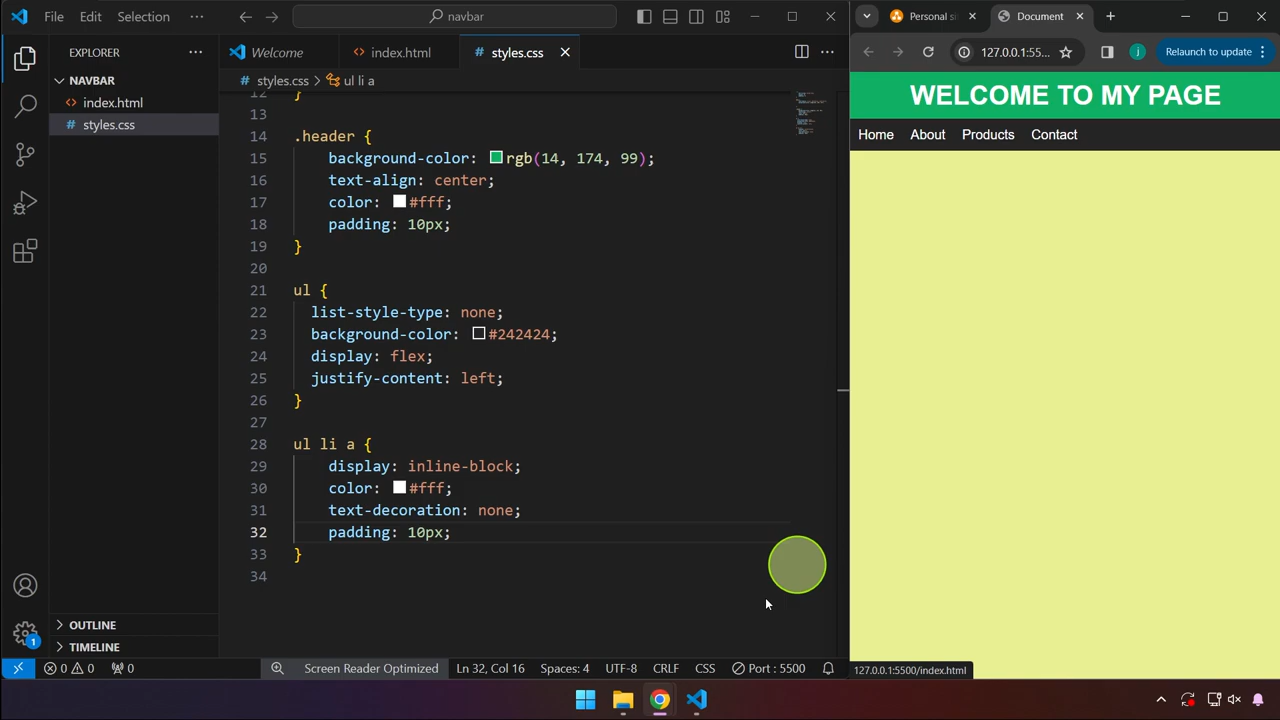 File Edit Selection ··· navbar
EXPLORER ···
NAVBAR
index.html
styles.css
OUTLINE
TIMELINE
Welcome index.html styles.css
styles.css > ul li a
12 }
13
14 .header {
15 background-color: rgb(14, 174, 99);
16 text-align: center;
17 color: #fff;
18 padding: 10px;
19 }
20
21 ul {
22 list-style-type: none;
23 background-color: #242424;
24 display: flex;
25 justify-content: left;
26 }
27
28 ul li a {
29 display: inline-block;
30 color: #fff;
31 text-decoration: none;
32 padding: 10px;
33 }
34
1
0 0 0 Screen Reader Optimized Ln 32, Col 16 Spaces: 4 UTF-8 CRLF CSS Port : 5500
Personal si Document
127.0.0.1:55... j Relaunch to update
WELCOME TO MY PAGE
Home About Products Contact
127.0.0.1:5500/index.html